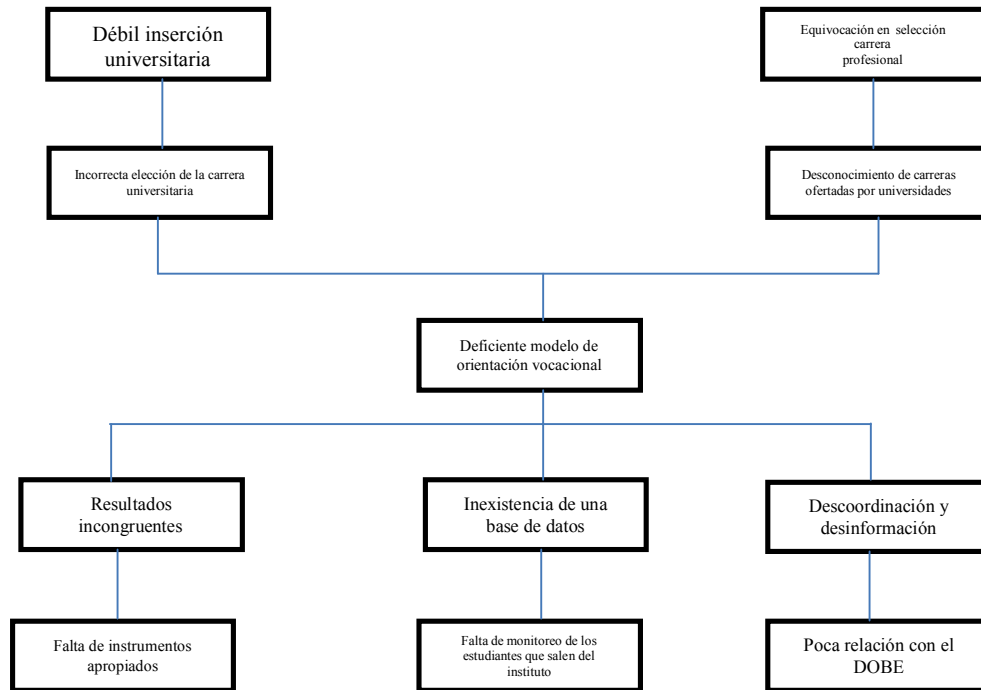 Débil inserción
universitaria
Equivocación en selección
carrera
profesional
Incorrecta elección de la carrera
universitaria
Desconocimiento de carreras
ofertadas por universidades
Deficiente modelo de
orientación vocacional
Resultados
incongruentes
Inexistencia de una
base de datos
Descoordinación y
desinformación
Falta de instrumentos
apropiados
Falta de monitoreo de los
estudiantes que salen del
instituto
Poca relación con el
DOBE